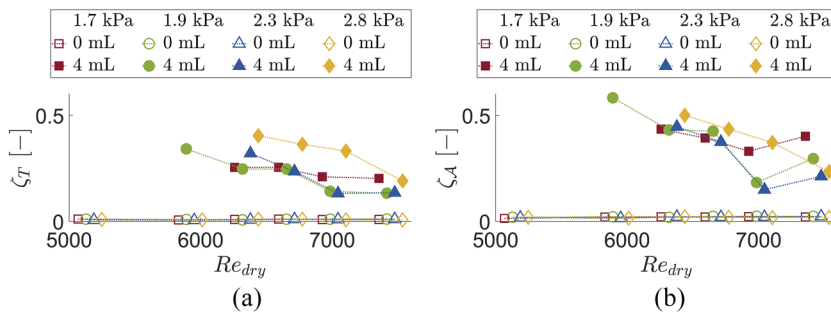 1.7 kPa 1.9 kPa 2.3 kPa 2.8 kPa
0 mL 0 mL 0 mL 0 mL
4 mL 4 mL 4 mL 4 mL
0.5
0
ζT [−]
5000 6000 7000
Redry
(a)
1.7 kPa 1.9 kPa 2.3 kPa 2.8 kPa
0 mL 0 mL 0 mL 0 mL
4 mL 4 mL 4 mL 4 mL
0.5
0
ζA [−]
5000 6000 7000
Redry
(b)